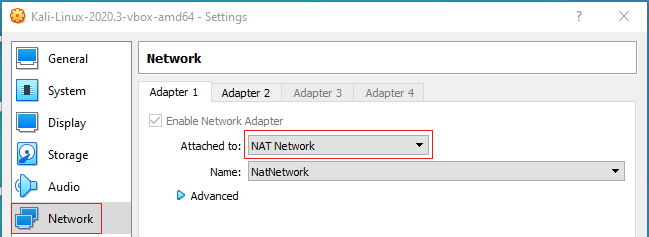 Kali-Linux-2020.3-vbox-amd64 - Settings
?
General
System
Display
Storage
Audio
Network
Network
Adapter 1 Adapter 2 Adapter 3 Adapter 4
Enable Network Adapter
Attached to: NAT Network
Name: NatNetwork
Advanced